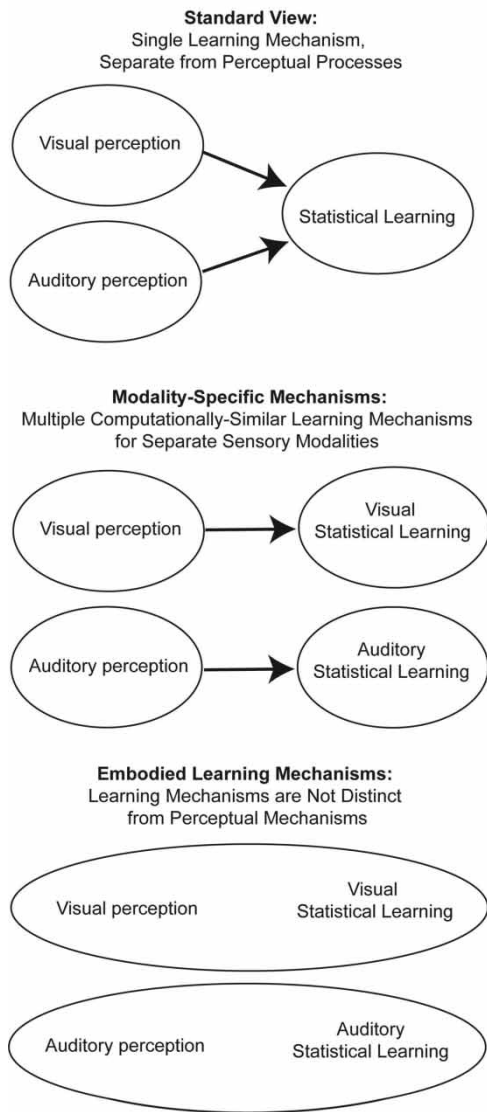 Standard View:
Single Learning Mechanism,
Separate from Perceptual Processes
Visual perception
Statistical Learning
Auditory perception
Modality-Specific Mechanisms:
Multiple Computationally-Similar Learning Mechanisms
for Separate Sensory Modalities
Visual perception
Visual
Statistical Learning
Auditory perception
Auditory
Statistical Learning
Embodied Learning Mechanisms:
Learning Mechanisms are Not Distinct
from Perceptual Mechanisms
Visual perception
Visual
Statistical Learning
Auditory perception
Auditory
Statistical Learning